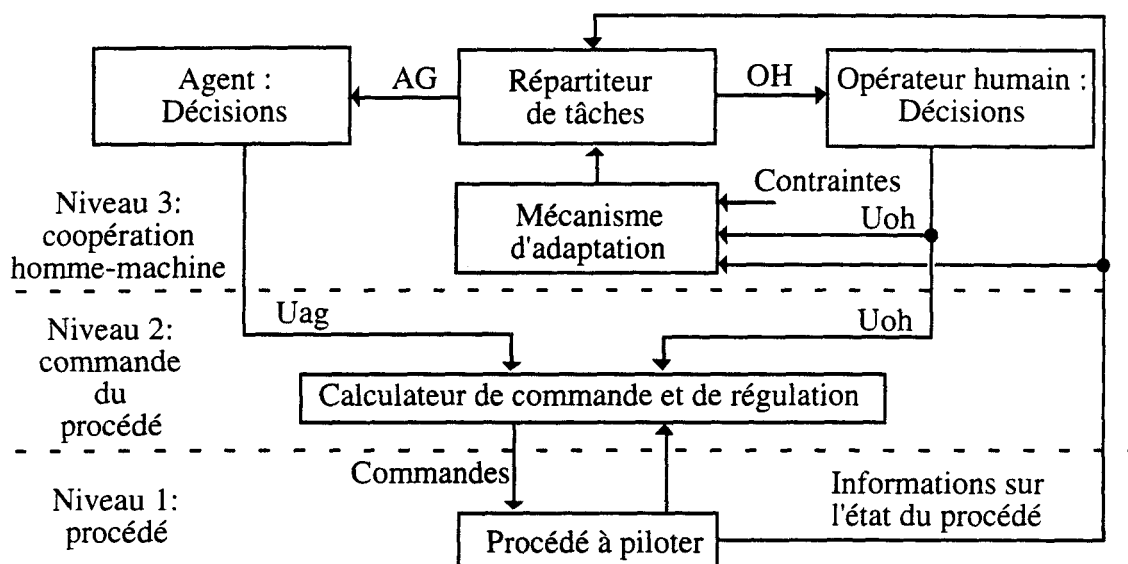 Agent :
Décisions
AG
Répartiteur
de tâches
OH
Opérateur humain :
Décisions
Niveau 3:
coopération
homme-machine
Mécanisme
d'adaptation
Contraintes
Uoh
Niveau 2:
commande
du
procédé
Uag
Uoh
Calculateur de commande et de régulation
Niveau 1:
procédé
Commandes
Informations sur
l'état du procédé
Procédé à piloter